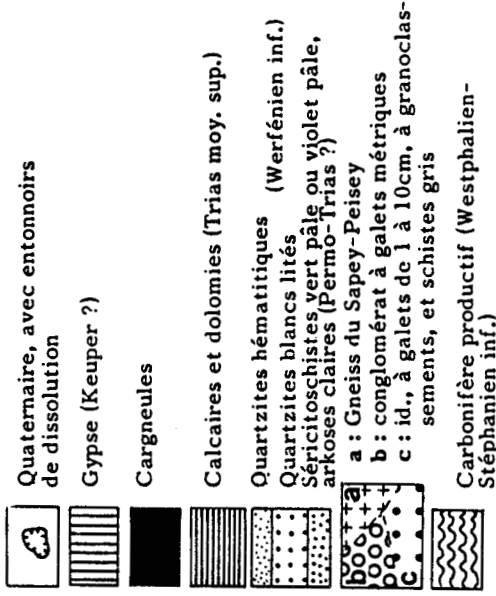 Quaternaire, avec entonnoirs
de dissolution
Gypse (Keuper ?)
Cargneules
Calcaires et dolomies (Trias moy. sup.)
Quartzites hématitiques
(Werfénien inf.)
Quartzites blancs lités
Séricitoschistes vert pâle ou violet pâle,
arkoses claires (Permo-Trias ?)
a : Gneiss du Sapey-Peisey
b : conglomérat à galets métriques
c : id., à galets de 1 à 10cm, à granoclas-
sements, et schistes gris
a
b
c
Carbonifère productif (Westphalien-
Stéphanien inf.)